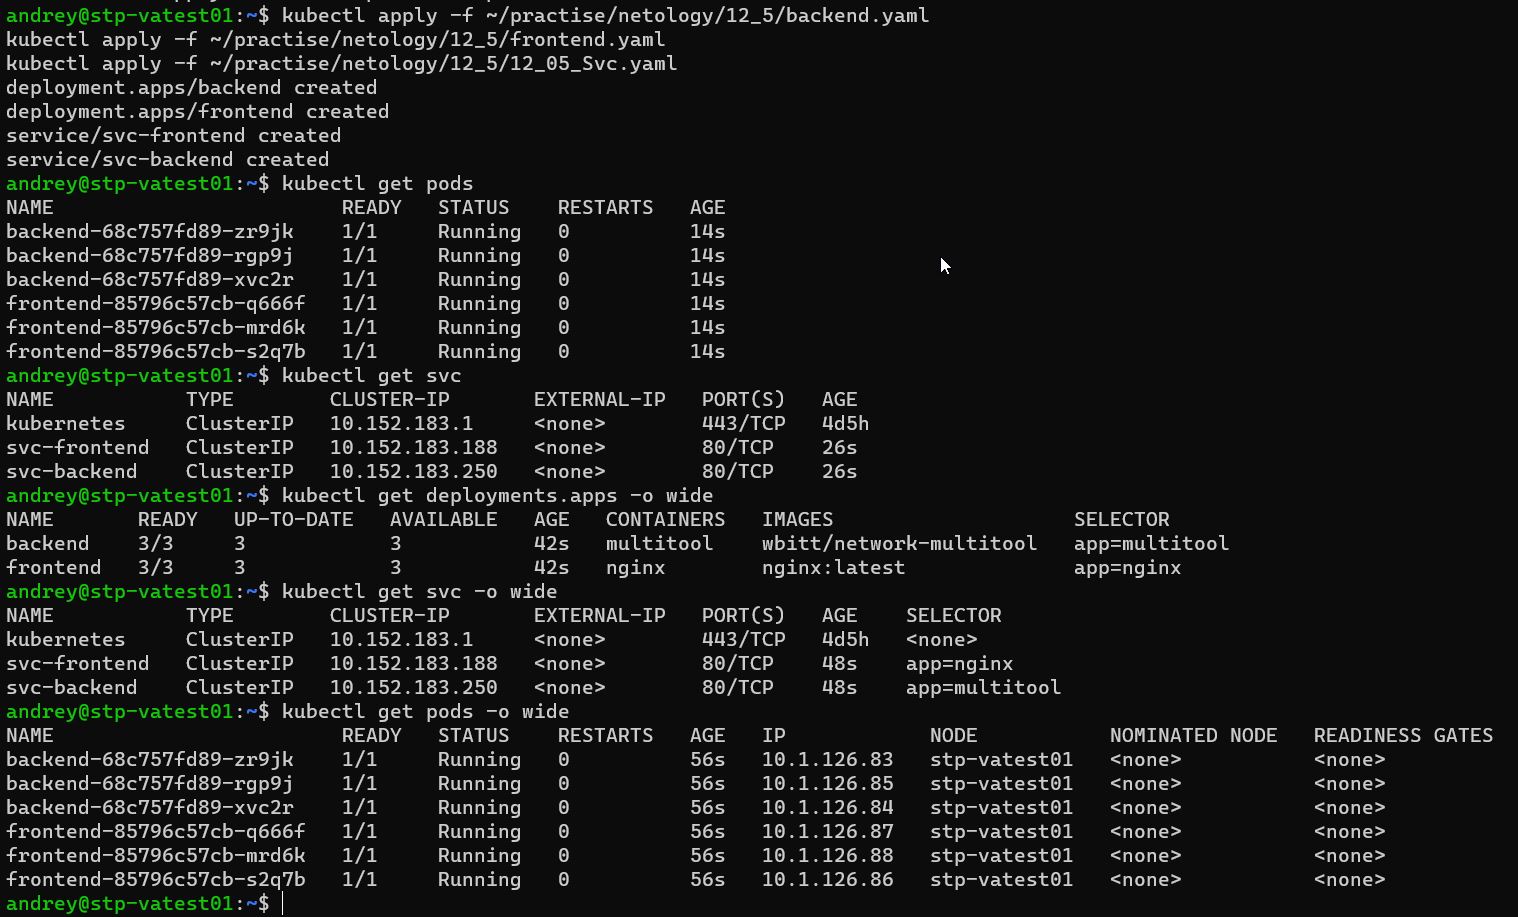 andrey@stp-vatest01:~$ kubectl apply -f ~/practise/netology/12_5/backend.yaml
kubectl apply -f ~/practise/netology/12_5/frontend.yaml
kubectl apply -f ~/practise/netology/12_5/12_05_Svc.yaml
deployment.apps/backend created
deployment.apps/frontend created
service/svc-frontend created
service/svc-backend created
andrey@stp-vatest01:~$ kubectl get pods
NAME                        READY   STATUS    RESTARTS   AGE
backend-68c757fd89-zr9jk    1/1     Running   0          14s
backend-68c757fd89-rgp9j    1/1     Running   0          14s
backend-68c757fd89-xvc2r    1/1     Running   0          14s
frontend-85796c57cb-q666f   1/1     Running   0          14s
frontend-85796c57cb-mrd6k   1/1     Running   0          14s
frontend-85796c57cb-s2q7b   1/1     Running   0          14s
andrey@stp-vatest01:~$ kubectl get svc
NAME           TYPE        CLUSTER-IP       EXTERNAL-IP   PORT(S)   AGE
kubernetes     ClusterIP   10.152.183.1     <none>        443/TCP   4d5h
svc-frontend   ClusterIP   10.152.183.188   <none>        80/TCP    26s
svc-backend    ClusterIP   10.152.183.250   <none>        80/TCP    26s
andrey@stp-vatest01:~$ kubectl get deployments.apps -o wide
NAME       READY   UP-TO-DATE   AVAILABLE   AGE   CONTAINERS   IMAGES                    SELECTOR
backend    3/3     3            3           42s   multitool    wbitt/network-multitool   app=multitool
frontend   3/3     3            3           42s   nginx        nginx:latest              app=nginx
andrey@stp-vatest01:~$ kubectl get svc -o wide
NAME           TYPE        CLUSTER-IP       EXTERNAL-IP   PORT(S)   AGE    SELECTOR
kubernetes     ClusterIP   10.152.183.1     <none>        443/TCP   4d5h   <none>
svc-frontend   ClusterIP   10.152.183.188   <none>        80/TCP    48s    app=nginx
svc-backend    ClusterIP   10.152.183.250   <none>        80/TCP    48s    app=multitool
andrey@stp-vatest01:~$ kubectl get pods -o wide
NAME                        READY   STATUS    RESTARTS   AGE   IP            NODE           NOMINATED NODE   READINESS GATES
backend-68c757fd89-zr9jk    1/1     Running   0          56s   10.1.126.83   stp-vatest01   <none>           <none>
backend-68c757fd89-rgp9j    1/1     Running   0          56s   10.1.126.85   stp-vatest01   <none>           <none>
backend-68c757fd89-xvc2r    1/1     Running   0          56s   10.1.126.84   stp-vatest01   <none>           <none>
frontend-85796c57cb-q666f   1/1     Running   0          56s   10.1.126.87   stp-vatest01   <none>           <none>
frontend-85796c57cb-mrd6k   1/1     Running   0          56s   10.1.126.88   stp-vatest01   <none>           <none>
frontend-85796c57cb-s2q7b   1/1     Running   0          56s   10.1.126.86   stp-vatest01   <none>           <none>
andrey@stp-vatest01:~$